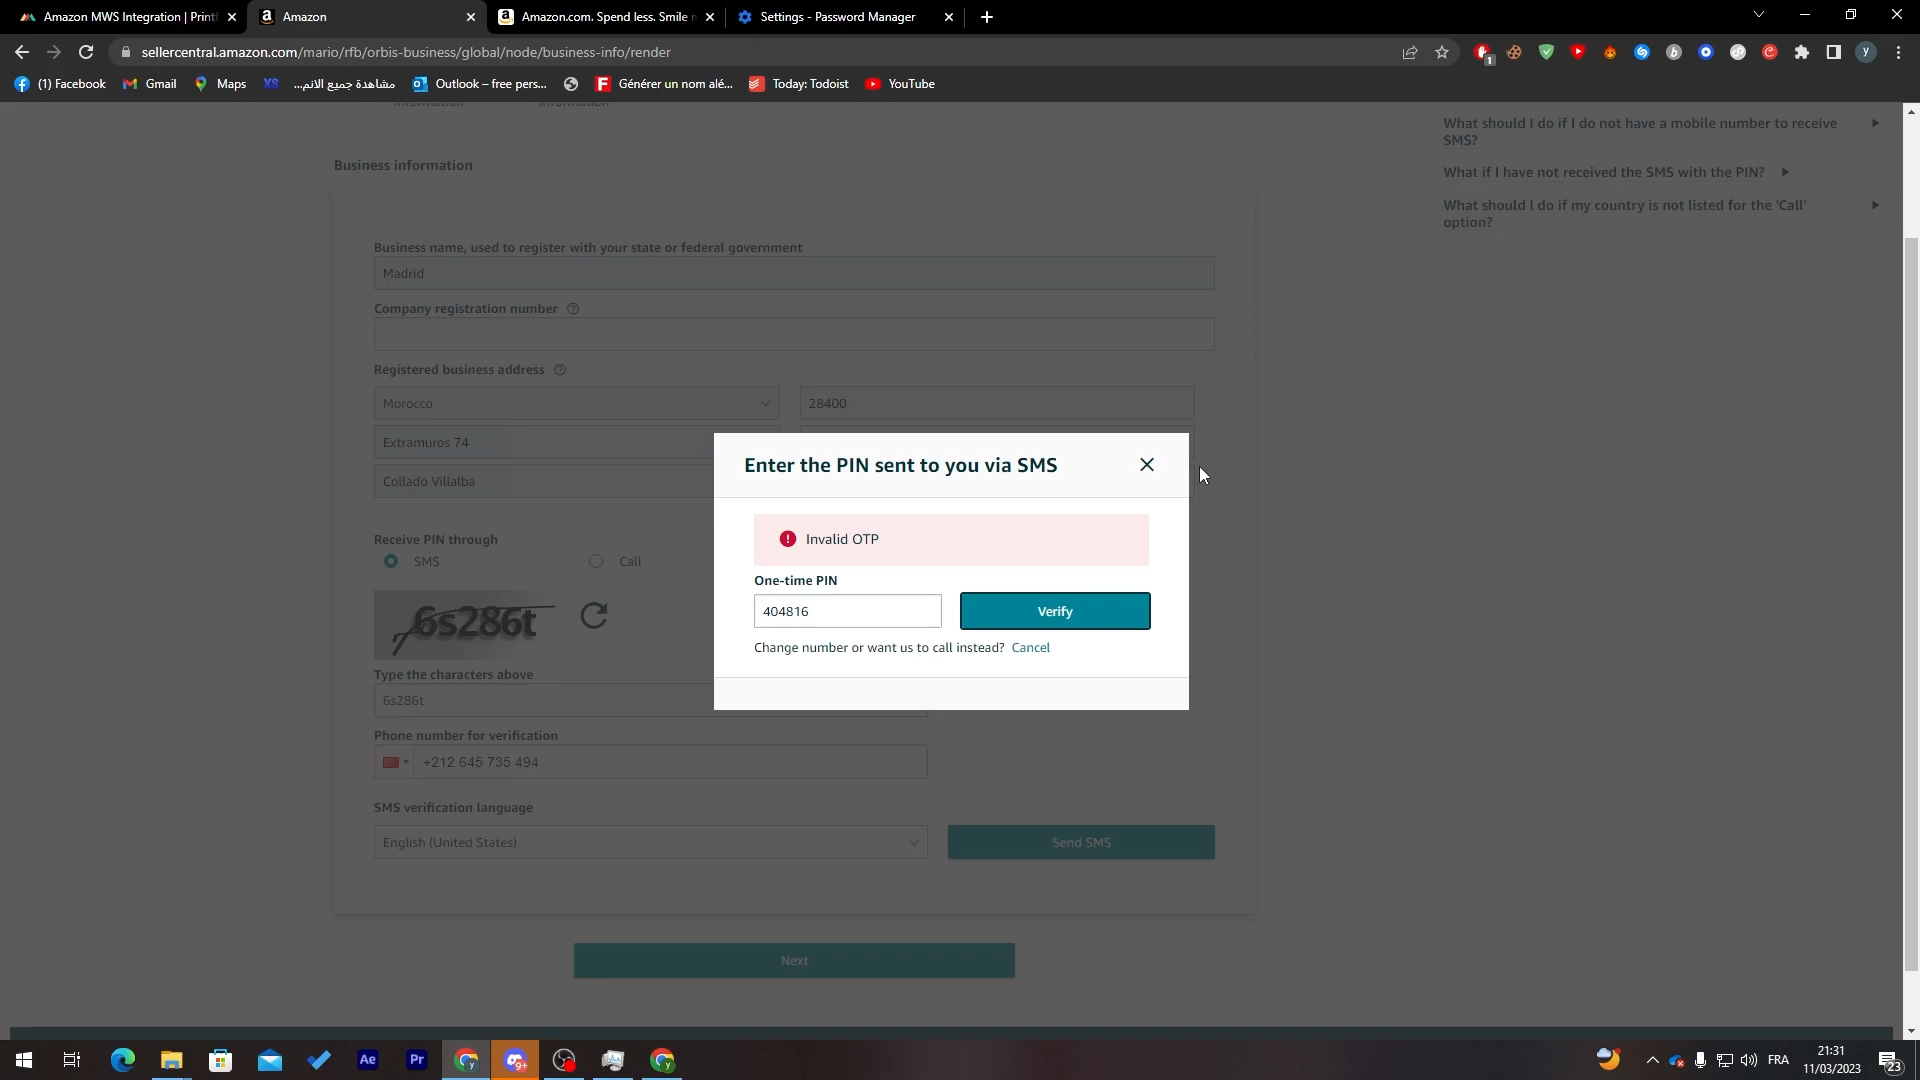 Amazon MWS Integration | Printf
Amazon
Amazon.com. Spend less. Smile m
Settings - Password Manager
sellercentral.amazon.com/mario/rfb/orbis-business/global/node/business-info/render
1
y
(1) Facebook
Gmail
Maps
XS
مشاهدة جميع الانم...
Outlook – free pers...
Générer un nom alé...
Today: Todoist
YouTube
What should I do if I do not have a mobile number to receive
SMS?
What if I have not received the SMS with the PIN?
What should I do if my country is not listed for the 'Call'
option?
Business information
Business name, used to register with your state or federal government
Madrid
Company registration number
Registered business address
Morocco
28400
Extramuros 74
Collado Villalba
Receive PIN through
SMS
Call
6s286t
Type the characters above
6s286t
Phone number for verification
+212 645 735 494
SMS verification language
English (United States)
Send SMS
Next
Enter the PIN sent to you via SMS
Invalid OTP
One-time PIN
404816
Verify
Change number or want us to call instead? Cancel
Ae
Pr
9+
FRA
21:31
11/03/2023
23